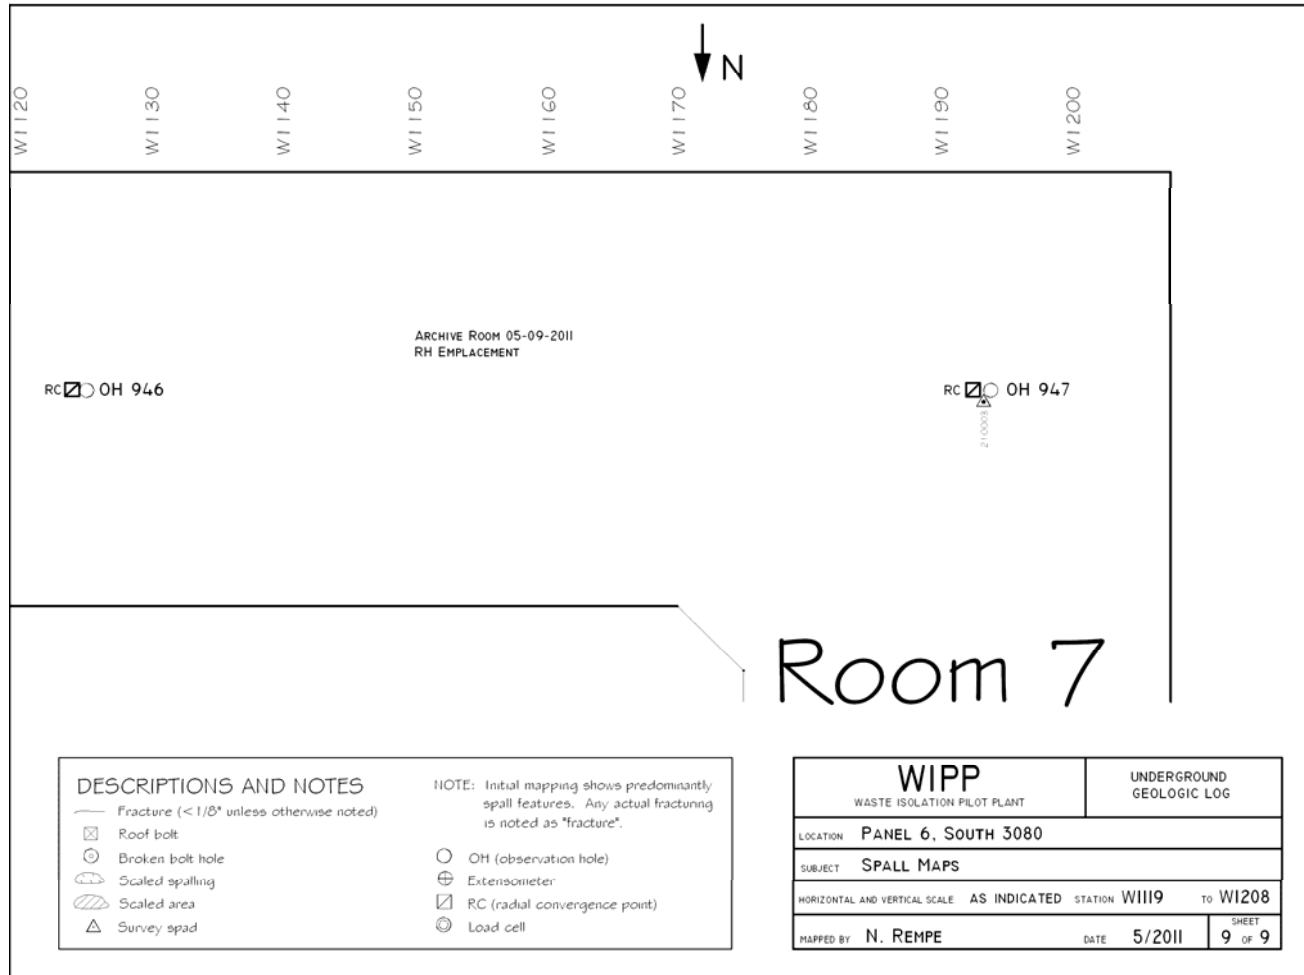 N
W1120
W1130
W1140
W1150
W1160
W1170
W1180
W1190
W1200
ARCHIVE ROOM 05-09-2011
RH EMPLACEMENT
RC OH 946
RC OH 947
210003
Room 7
DESCRIPTIONS AND NOTES
Fracture (<1/8" unless otherwise noted)
Roof bolt
Broken bolt hole
Scaled spalling
Scaled area
Survey spad
NOTE: Initial mapping shows predominantly
spall features. Any actual fracturing
is noted as "fracture".
OH (observation hole)
Extensometer
RC (radial convergence point)
Load cell
WIPP
WASTE ISOLATION PILOT PLANT
UNDERGROUND
GEOLOGIC LOG
LOCATION PANEL 6, SOUTH 3080
SUBJECT SPALL MAPS
HORIZONTAL AND VERTICAL SCALE AS INDICATED STATION W1119 TO W1208
MAPPED BY N. REMPE DATE 5/2011 SHEET
9 OF 9